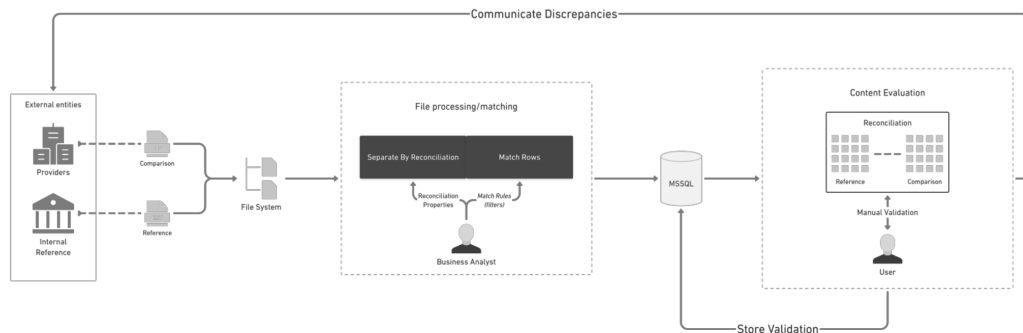 Communicate Discrepancies
External entities
Providers
Internal
Reference
Comparison
Reference
File System
File processing/matching
Separate By Reconciliation
Match Rows
Reconciliation
Properties
Match Rules
(filters)
Business Analyst
MSSQL
Content Evaluation
Reconciliation
Reference
Comparison
Manual Validation
User
Store Validation